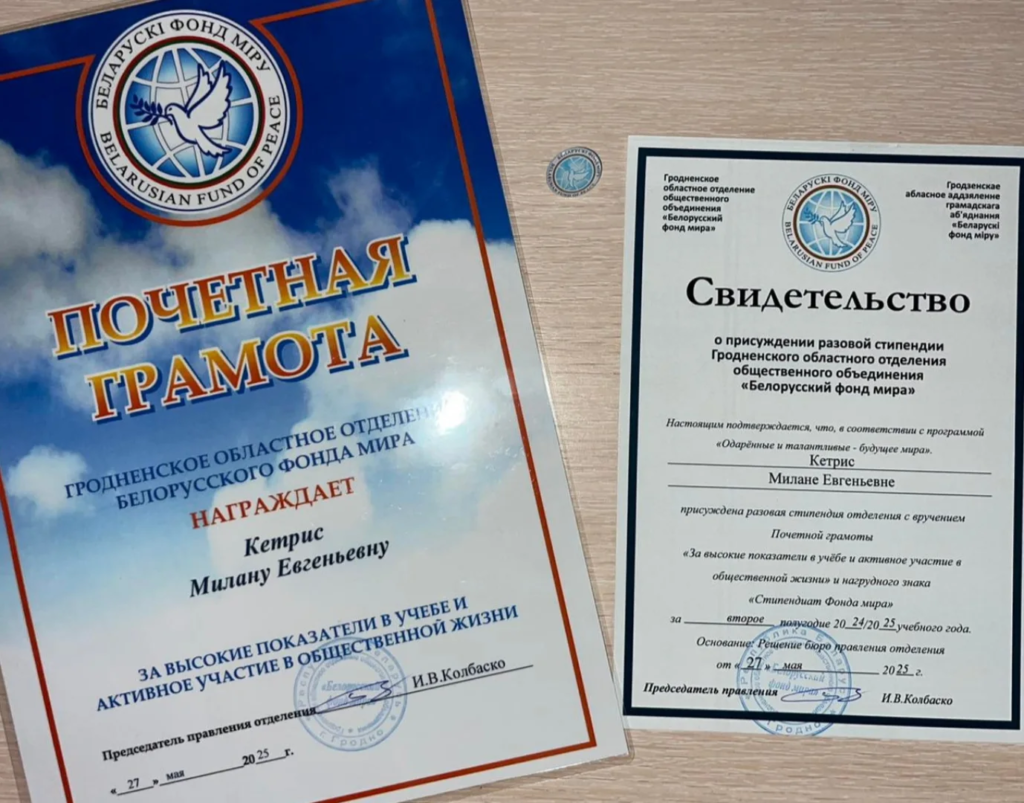 БЕЛАРУСКІ ФОНД МІРУ
BELARUSIAN FUND OF PEACE
ПОЧЕТНАЯ
ГРАМОТА
ГРОДНЕНСКОЕ ОБЛАСТНОЕ ОТДЕЛЕНИЕ
БЕЛОРУССКОГО ФОНДА МИРА
НАГРАЖДАЕТ
Кетрис
Милану Евгеньевну
ЗА ВЫСОКИЕ ПОКАЗАТЕЛИ В УЧЕБЕ И
АКТИВНОЕ УЧАСТИЕ В ОБЩЕСТВЕННОЙ ЖИЗНИ
Председатель правления отделения И.В.Колбаско
« 27 » мая 2025 г.
г.Гродно
Гродненское
областное отделение
общественного
объединения
«Белорусский
фонд мира»
БЕЛАРУСКІ ФОНД МІРУ
BELARUSIAN FUND OF PEACE
Гродзенскае
абласное аддзяленне
грамадскага
аб'яднання
«Беларускі
фонд міру»
Свидетельство
о присуждении разовой стипендии
Гродненского областного отделения
общественного объединения
«Белорусский фонд мира»
Настоящим подтверждается, что, в соответствии с программой
«Одарённые и талантливые - будущее мира».
Кетрис
Милане Евгеньевне
присуждена разовая стипендия отделения с вручением
Почетной грамоты
«За высокие показатели в учёбе и активное участие в
общественной жизни» и нагрудного знака
«Стипендиат Фонда мира»
за второе полугодие 2024/2025 учебного года.
Основание: Решение бюро правления отделения
от « 27 » мая 2025 г.
Председатель правления И.В.Колбаско
г.Гродно